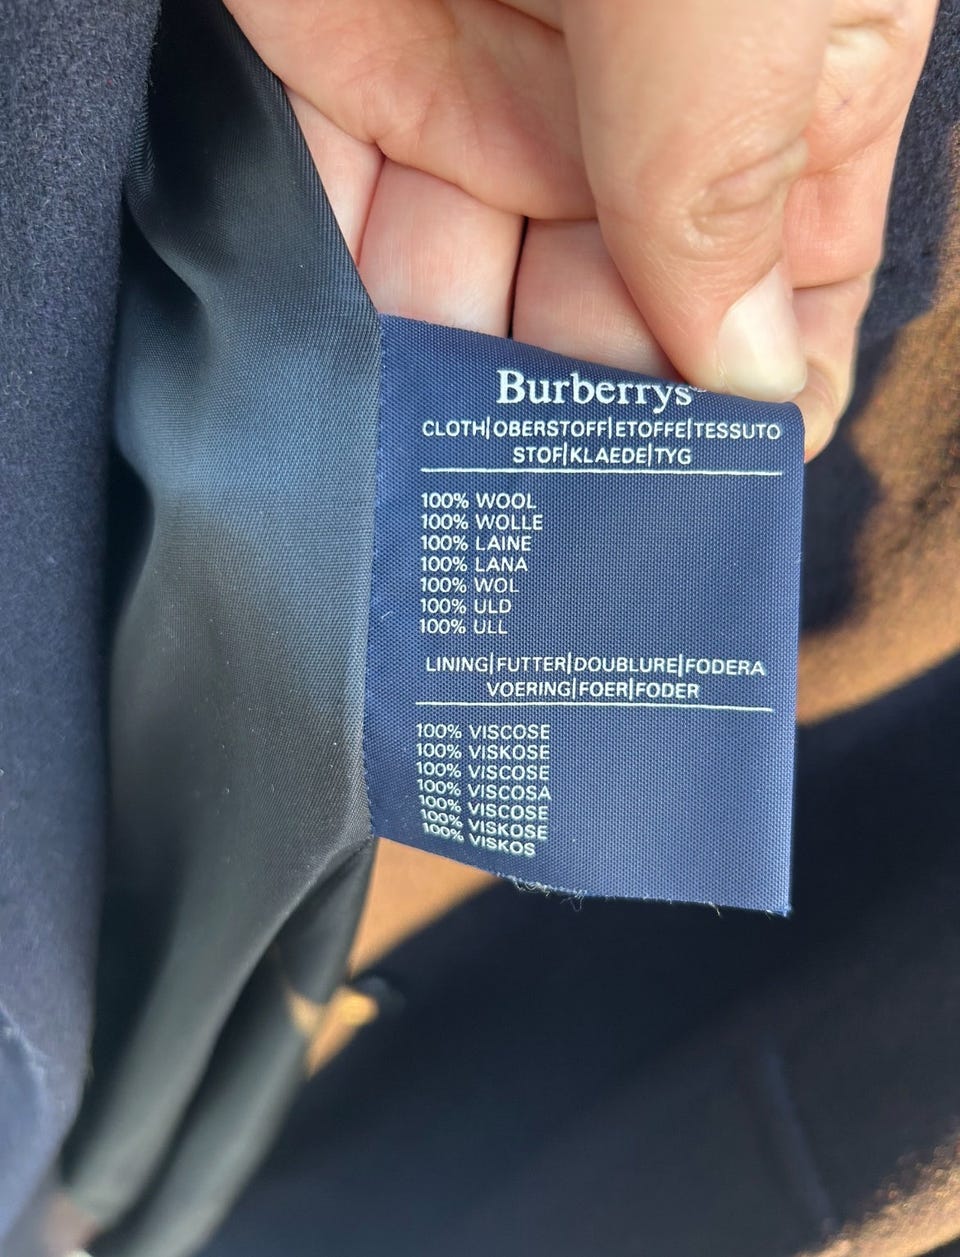 Burberrys®
CLOTH|OBERSTOFF|ETOFFE|TESSUTO
STOF|KLAEDE|TYG
100% WOOL
100% WOLLE
100% LAINE
100% LANA
100% WOL
100% ULD
100% ULL
LINING|FUTTER|DOUBLURE|FODERA
VOERING|FOER|FODER
100% VISCOSE
100% VISKOSE
100% VISCOSE
100% VISCOSA
100% VISCOSE
100% VISKOSE
100% VISKOS